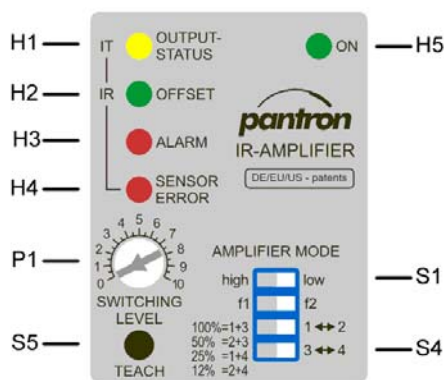 H1
IT
OUTPUT-
STATUS
ON
H5
H2
IR
OFFSET
pantron
H3
ALARM
IR-AMPLIFIER
H4
SENSOR
ERROR
DE/EU/US - patents
P1
0 1 2 3 4 5 6 7 8 9 10
AMPLIFIER MODE
high
low
S1
SWITCHING
LEVEL
f1
f2
100%=1+3
1 ◄► 2
50% =2+3
25% =1+4
3 ◄► 4
12% =2+4
S5
TEACH
S4